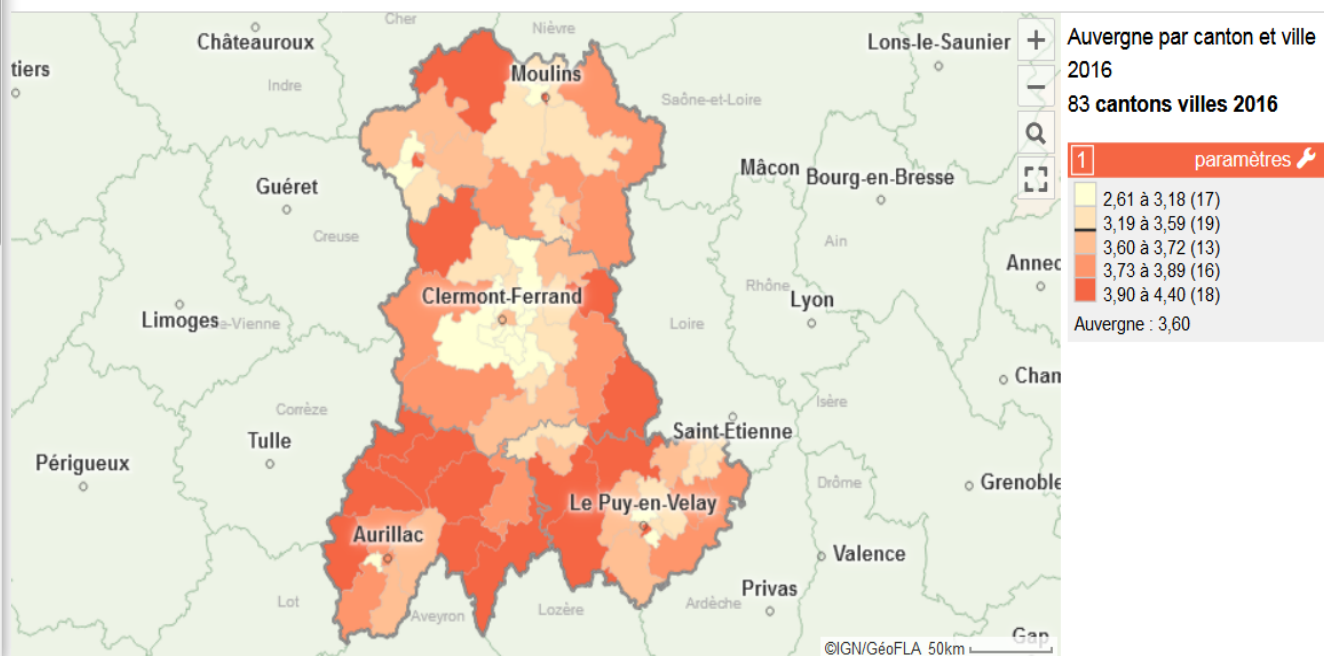 Cher
Nièvre
Châteauroux
Lons-le-Saunier
+
Auvergne par canton et ville
2016
tiers
Moulins
−
Indre
Saône-et-Loire
83 cantons villes 2016
1 paramètres
Mâcon
Bourg-en-Bresse
Guéret
2,61 à 3,18 (17)
3,19 à 3,59 (19)
3,60 à 3,72 (13)
3,73 à 3,89 (16)
3,90 à 4,40 (18)
Auvergne : 3,60
Creuse
Ain
Annec
Clermont-Ferrand
Rhône
Lyon
Limoges
e-Vienne
Loire
Chan
Corrèze
Isère
Tulle
Saint-Etienne
Périgueux
Drôme
Grenoble
Le Puy-en-Velay
Aurillac
Valence
Privas
Lot
Aveyron
Lozère
Ardèche
Gap
©IGN/GéoFLA 50km